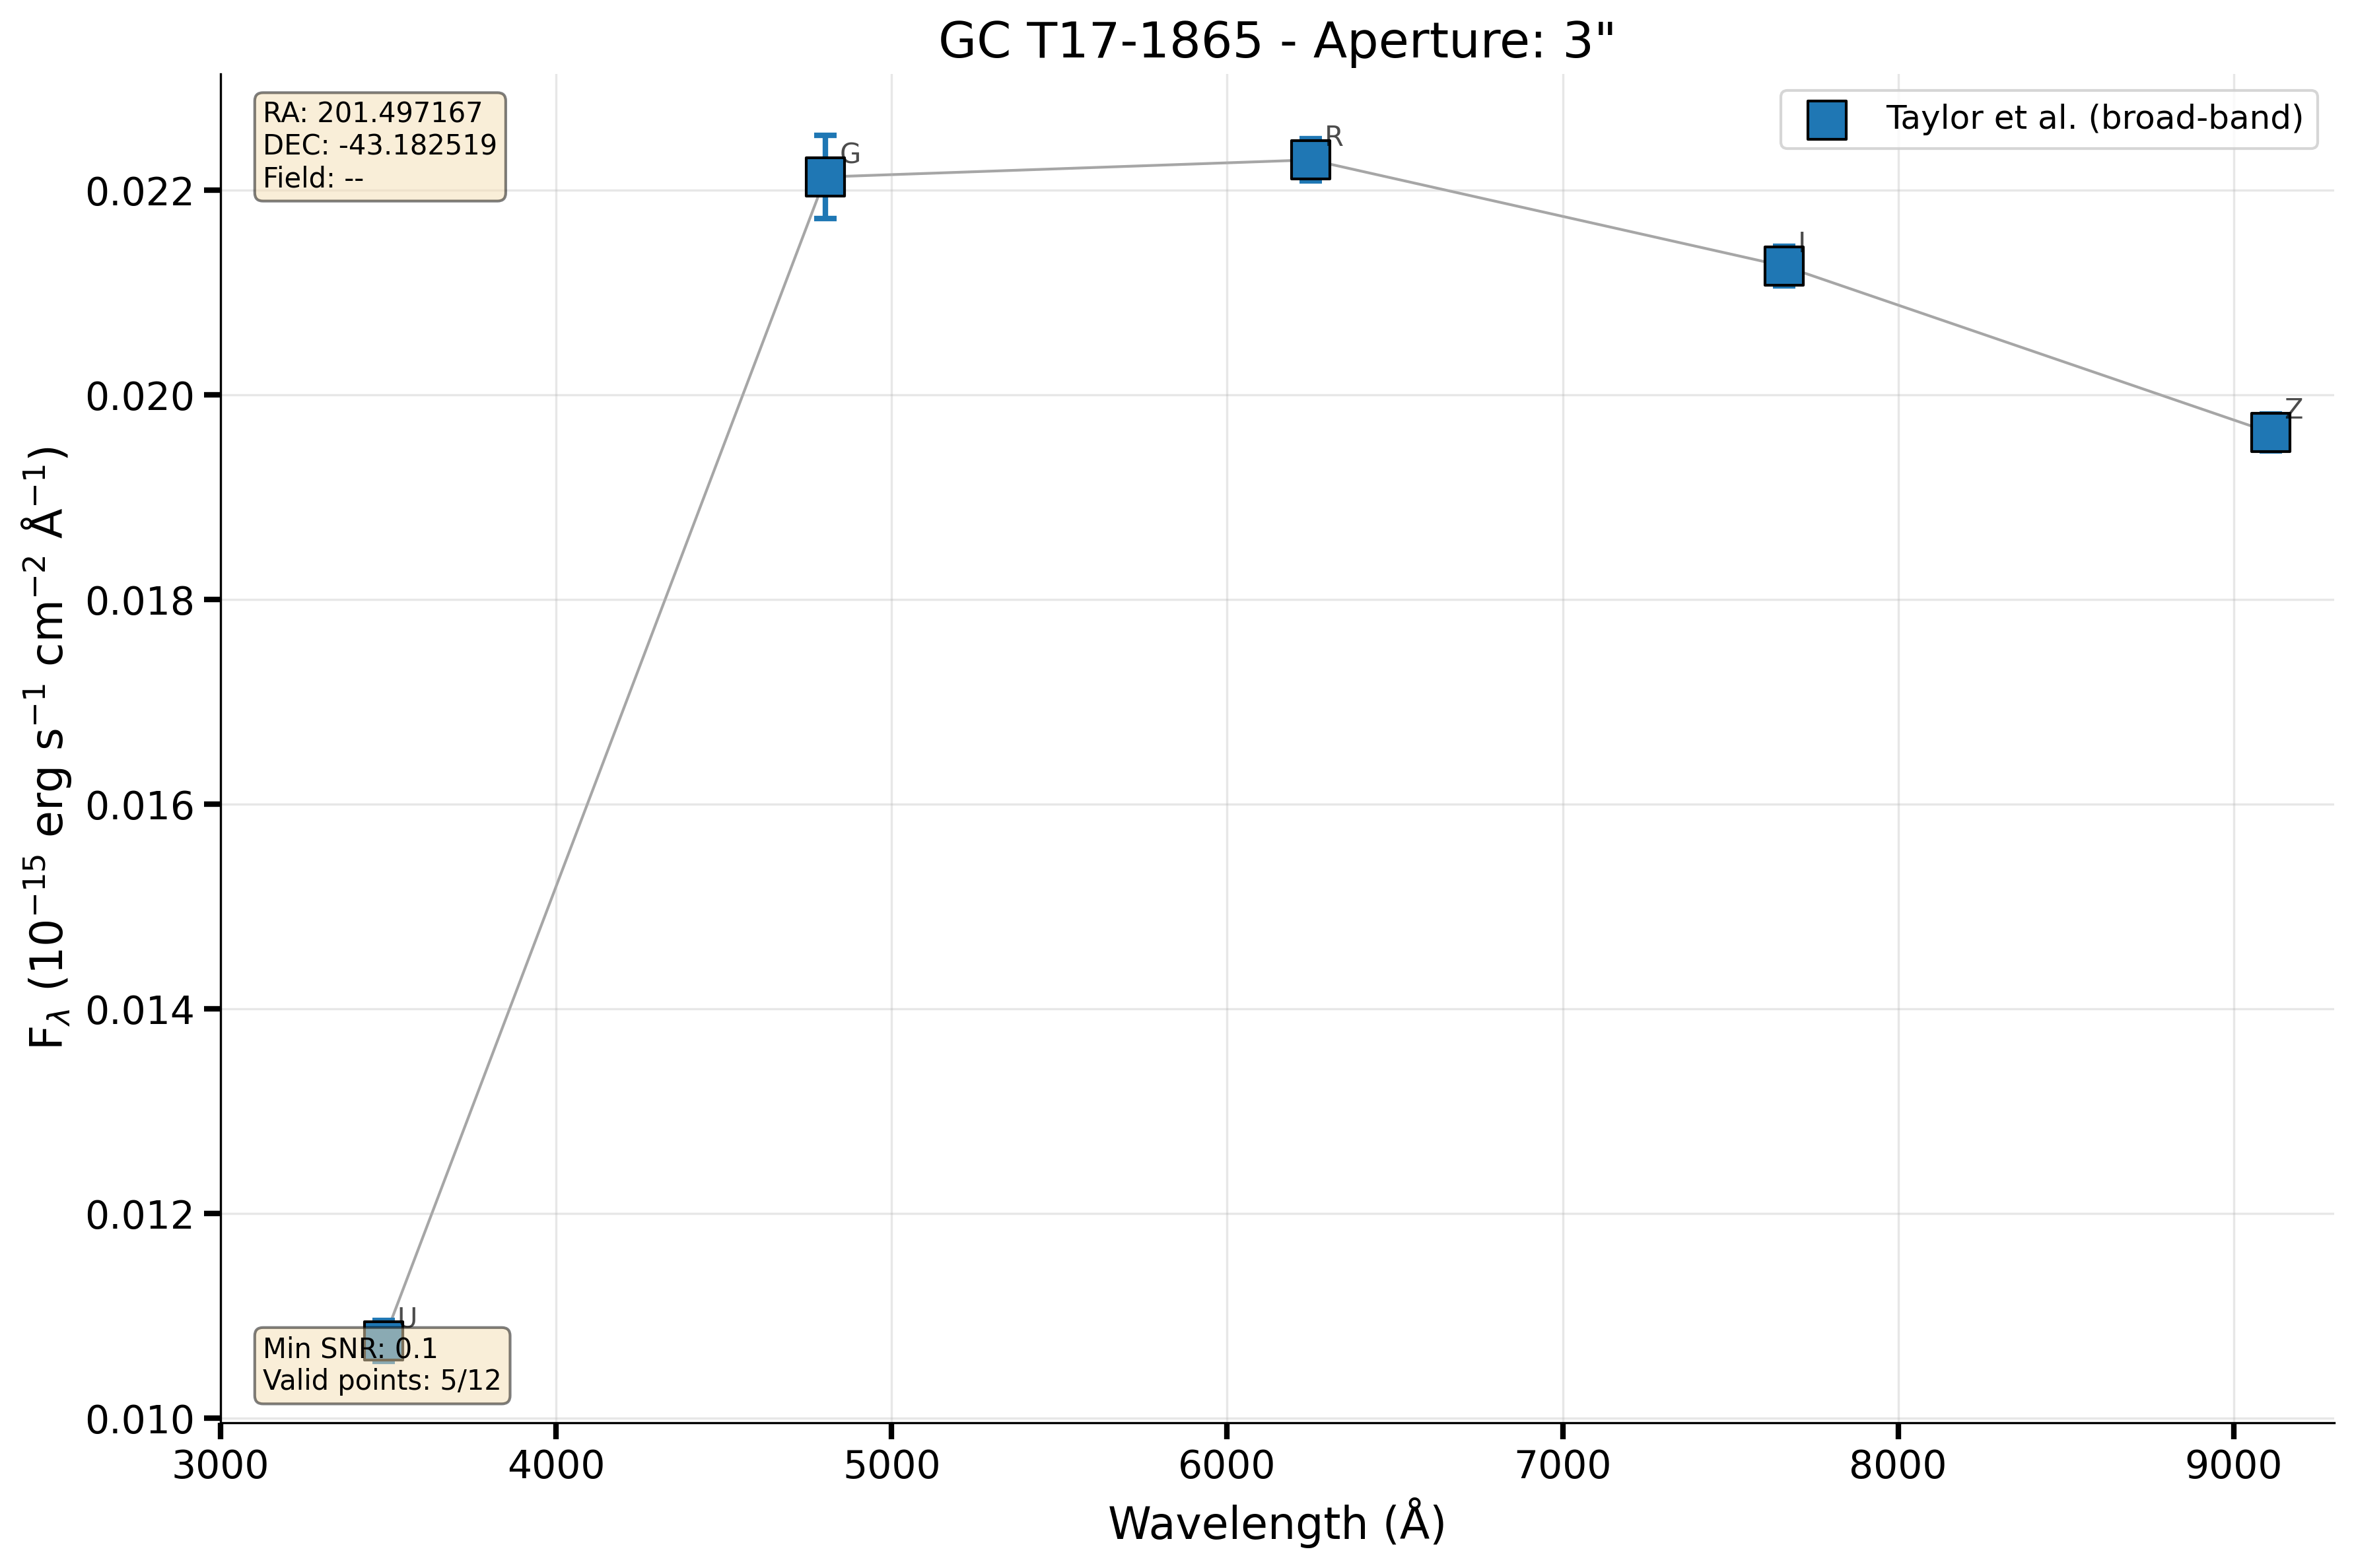 GC T17-1865 - Aperture: 3"
RA: 201.497167
DEC: -43.182519
Field: --
Taylor et al. (broad-band)
G
R
I
Z
U
Min SNR: 0.1
Valid points: 5/12
0.022
0.020
0.018
0.016
0.014
0.012
0.010
F_λ (10⁻¹⁵ erg s⁻¹ cm⁻² Å⁻¹)
3000 4000 5000 6000 7000 8000 9000
Wavelength (Å)